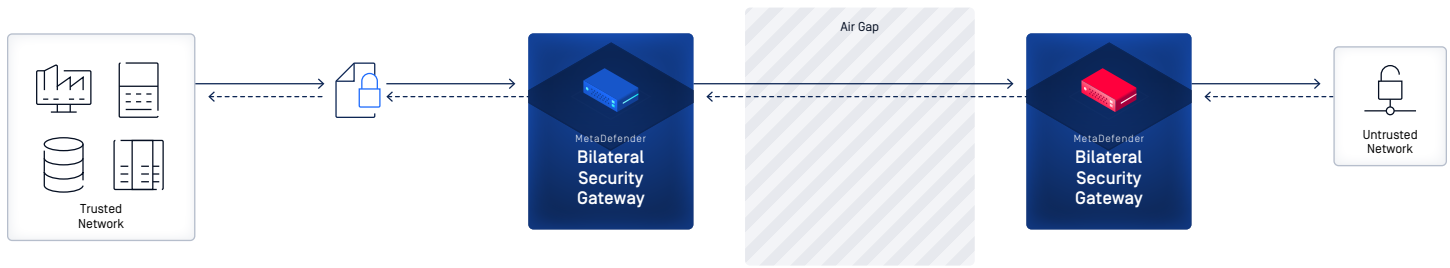 Air Gap
Trusted
Network
MetaDefender
Bilateral
Security
Gateway
MetaDefender
Bilateral
Security
Gateway
Untrusted
Network